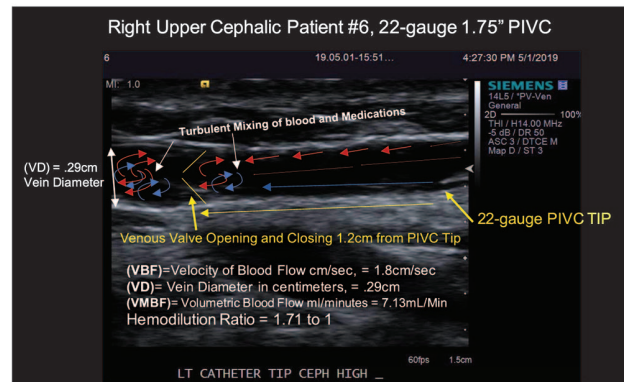 Right Upper Cephalic Patient #6, 22-gauge 1.75” PIVC
6 19.05.01-15:51... 4:27:30 PM 5/1/2019
MI: 1.0
SIEMENS
14L5 / *PV-Ven
General
2D 100%
THI / H14.00 MHz
-5 dB / DR 50
ASC 3 / DTCE M
Map D / ST 3
Turbulent Mixing of blood and Medications
(VD) = .29cm
Vein Diameter
22-gauge PIVC TIP
Venous Valve Opening and Closing 1.2cm from PIVC Tip
(VBF)=Velocity of Blood Flow cm/sec, = 1.8cm/sec
(VD)= Vein Diameter in centimeters, = .29cm
(VMBF)= Volumetric Blood Flow ml/minutes = 7.13mL/Min
Hemodilution Ratio = 1.71 to 1
60fps 1.5cm
LT CATHETER TIP CEPH HIGH _